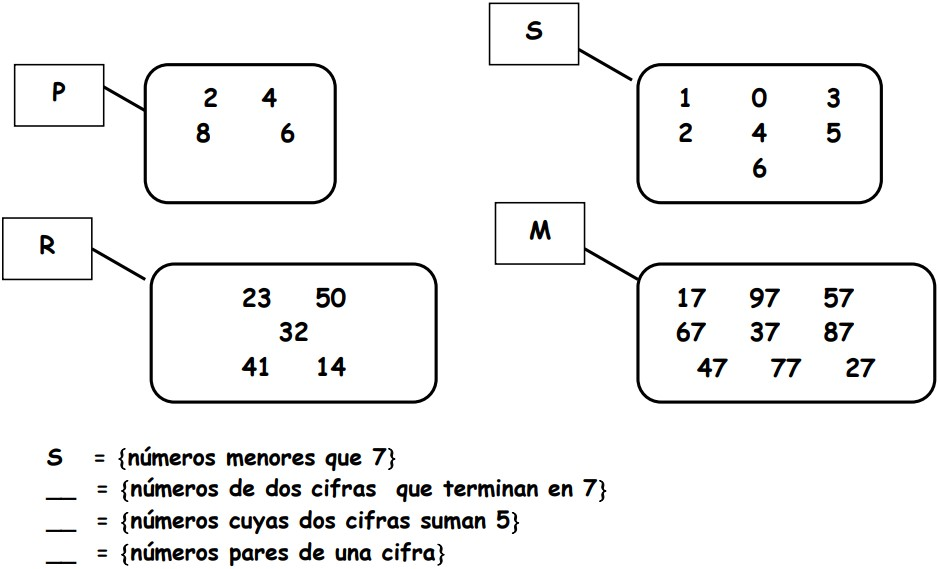 S
P
2 4
8 6
1 0 3
2 4 5
6
R
M
23 50
32
41 14
17 97 57
67 37 87
47 77 27
S = {números menores que 7}
__ = {números de dos cifras que terminan en 7}
__ = {números cuyas dos cifras suman 5}
__ = {números pares de una cifra}